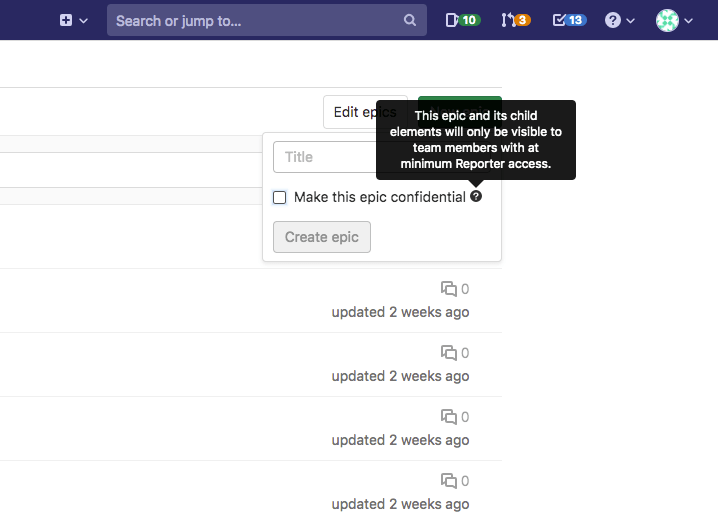 Search or jump to... 10 3 13
Edit epics
This epic and its child
elements will only be visible to
team members with at
minimum Reporter access.
Title
Make this epic confidential ?
Create epic
0
updated 2 weeks ago
0
updated 2 weeks ago
0
updated 2 weeks ago
0
updated 2 weeks ago